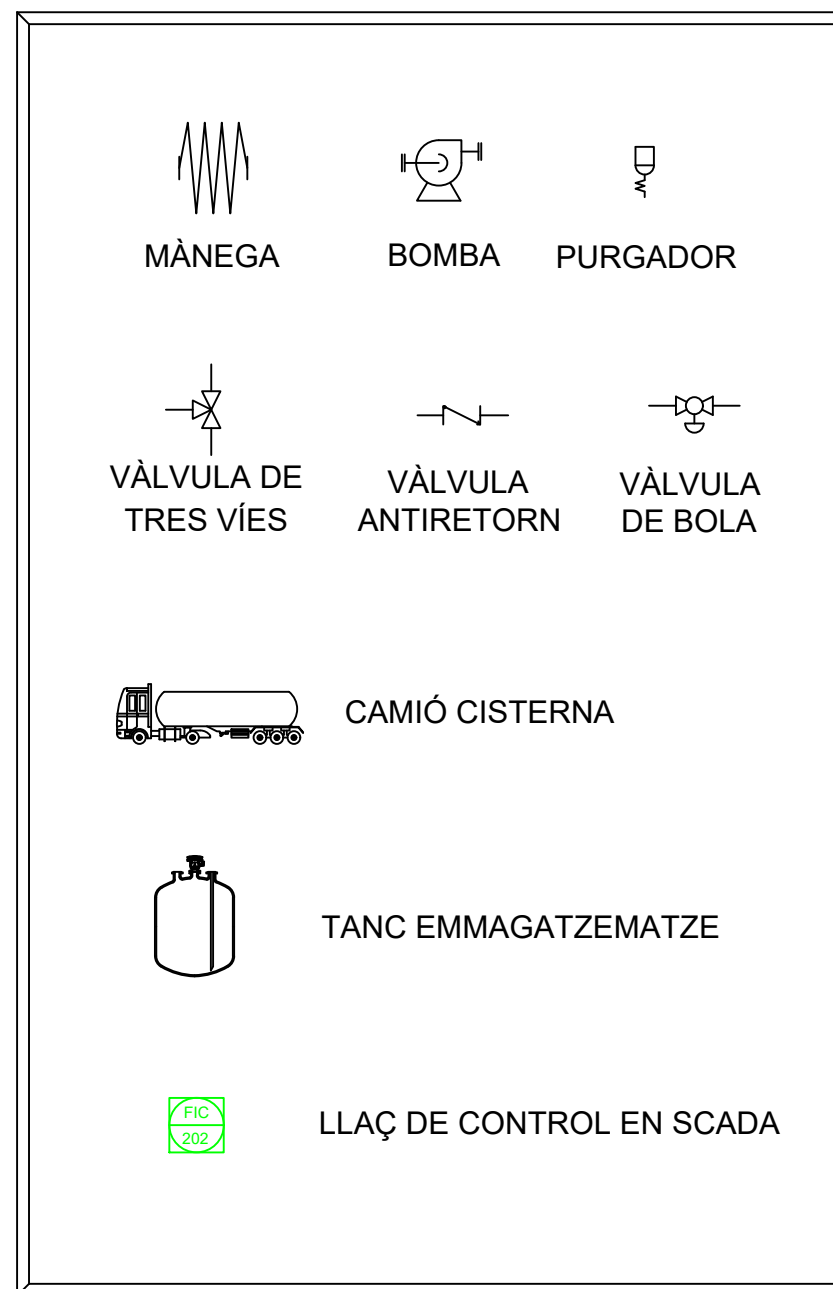 MÀNEGA
BOMBA
PURGADOR
VÀLVULA DE
TRES VÍES
VÀLVULA
ANTIRETORN
VÀLVULA
DE BOLA
CAMIÓ CISTERNA
TANC EMMAGATZEMATZE
FIC
202
LLAÇ DE CONTROL EN SCADA